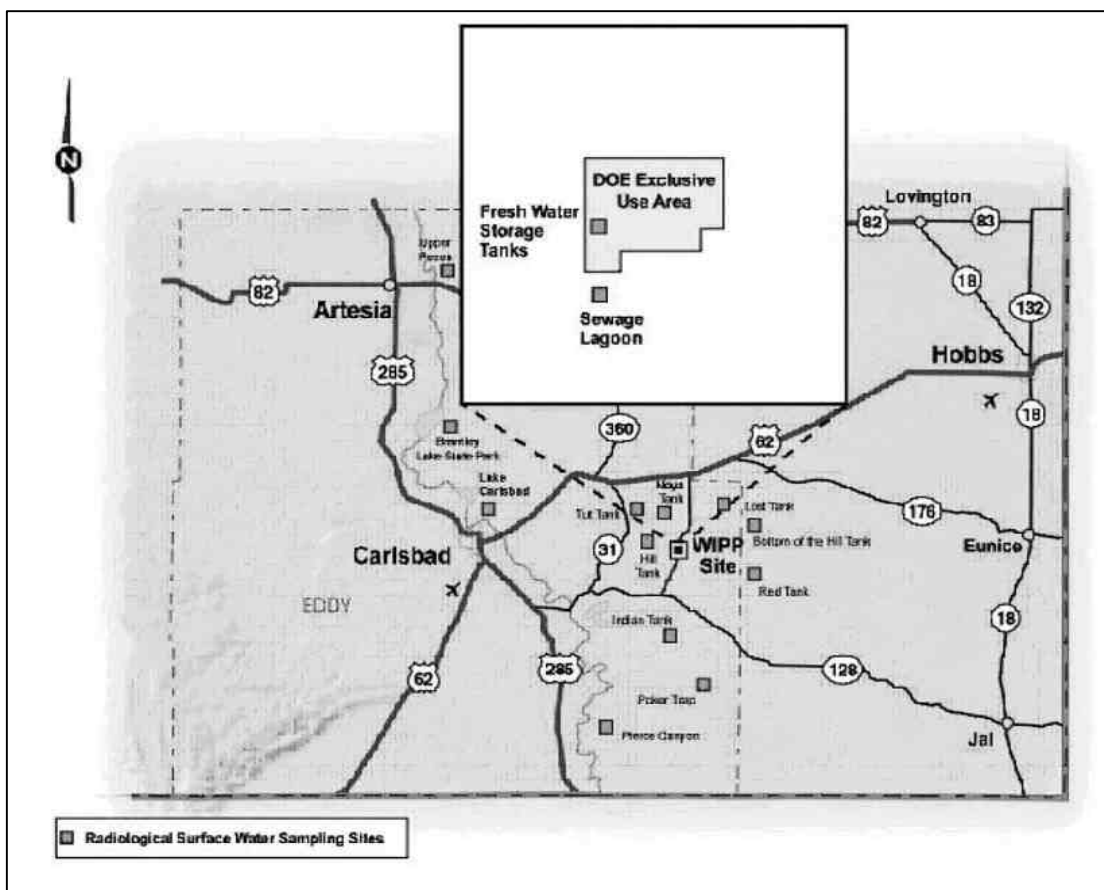 N
DOE Exclusive
Use Area
Fresh Water
Storage
Tanks
Sewage
Lagoon
Lovington
82
83
Upper
18
82
Artesia
132
Hobbs
285
18
360
62
Lake State Park
Lake
Carlsbad
Tut Tank
Tank
Lost Tank
176
Bottom of the Hill Tank
31
Hill
Tank
WIPP
Site
Eunice
Carlsbad
Red Tank
EDDY
Indian Tank
18
62
285
128
Poker Trap
Pierce Canyon
Jal
Radiological Surface Water Sampling Sites